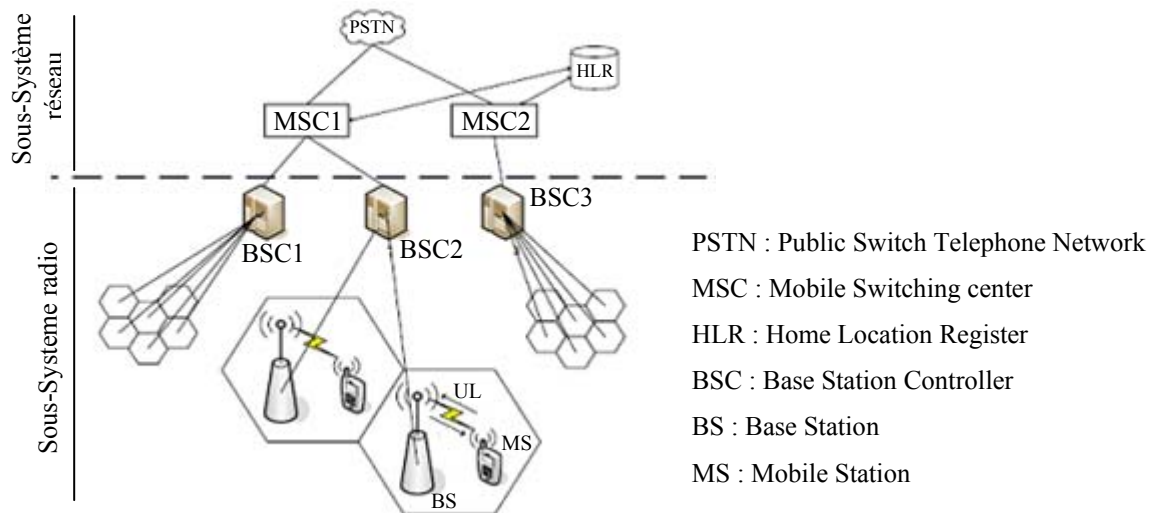 Sous-Système
réseau
PSTN
HLR
MSC1
MSC2
Sous-Systeme radio
BSC1
BSC2
BSC3
UL
MS
BS
PSTN : Public Switch Telephone Network
MSC : Mobile Switching center
HLR : Home Location Register
BSC : Base Station Controller
BS : Base Station
MS : Mobile Station